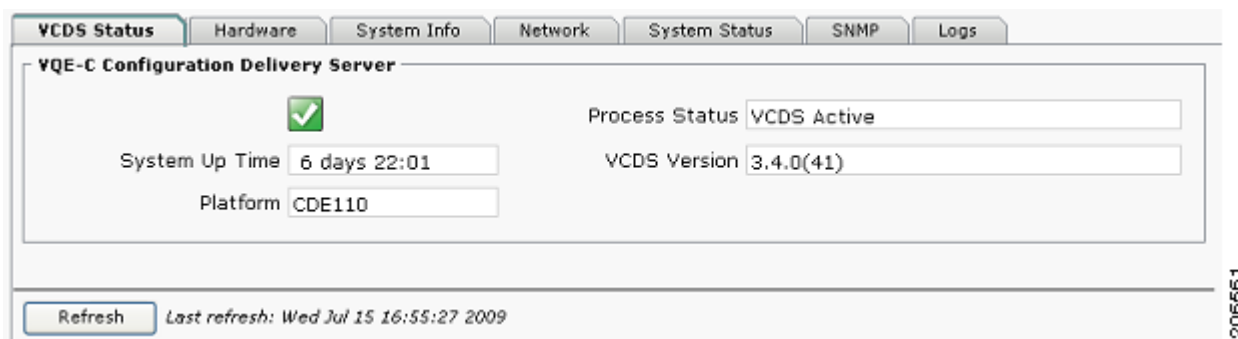 VCDS Status Hardware System Info Network System Status SNMP Logs
VQE-C Configuration Delivery Server
Process Status VCDS Active
System Up Time 6 days 22:01 VCDS Version 3.4.0(41)
Platform CDE110
Refresh Last refresh: Wed Jul 15 16:55:27 2009
206551